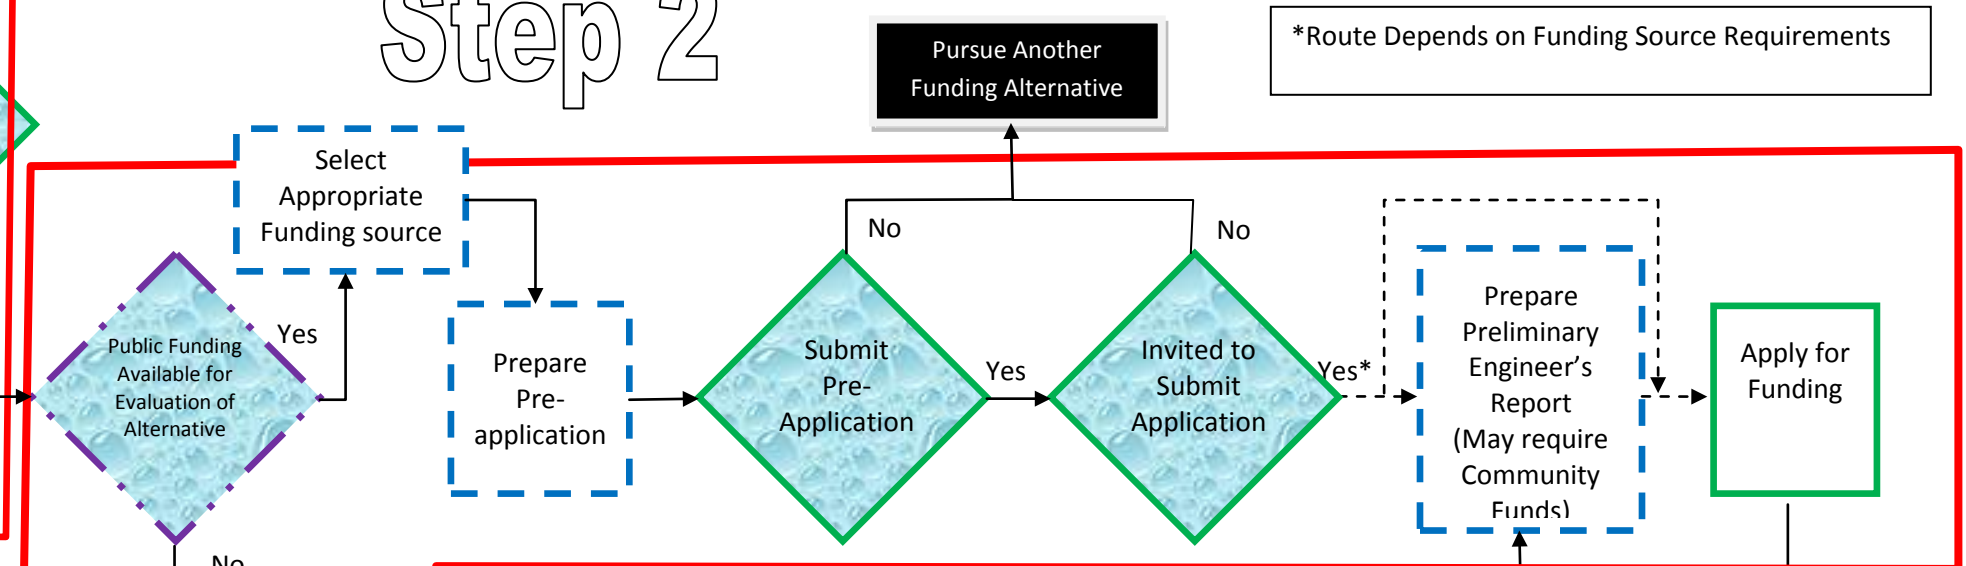 Step 2
Pursue Another
Funding Alternative
*Route Depends on Funding Source Requirements
Select
Appropriate
Funding source
No
No
Public Funding
Available for
Evaluation of
Alternative
Yes
Prepare
Pre-
application
Submit
Pre-
Application
Yes
Invited to
Submit
Application
Yes*
Prepare
Preliminary
Engineer’s
Report
(May require
Community
Funds)
Apply for
Funding
No